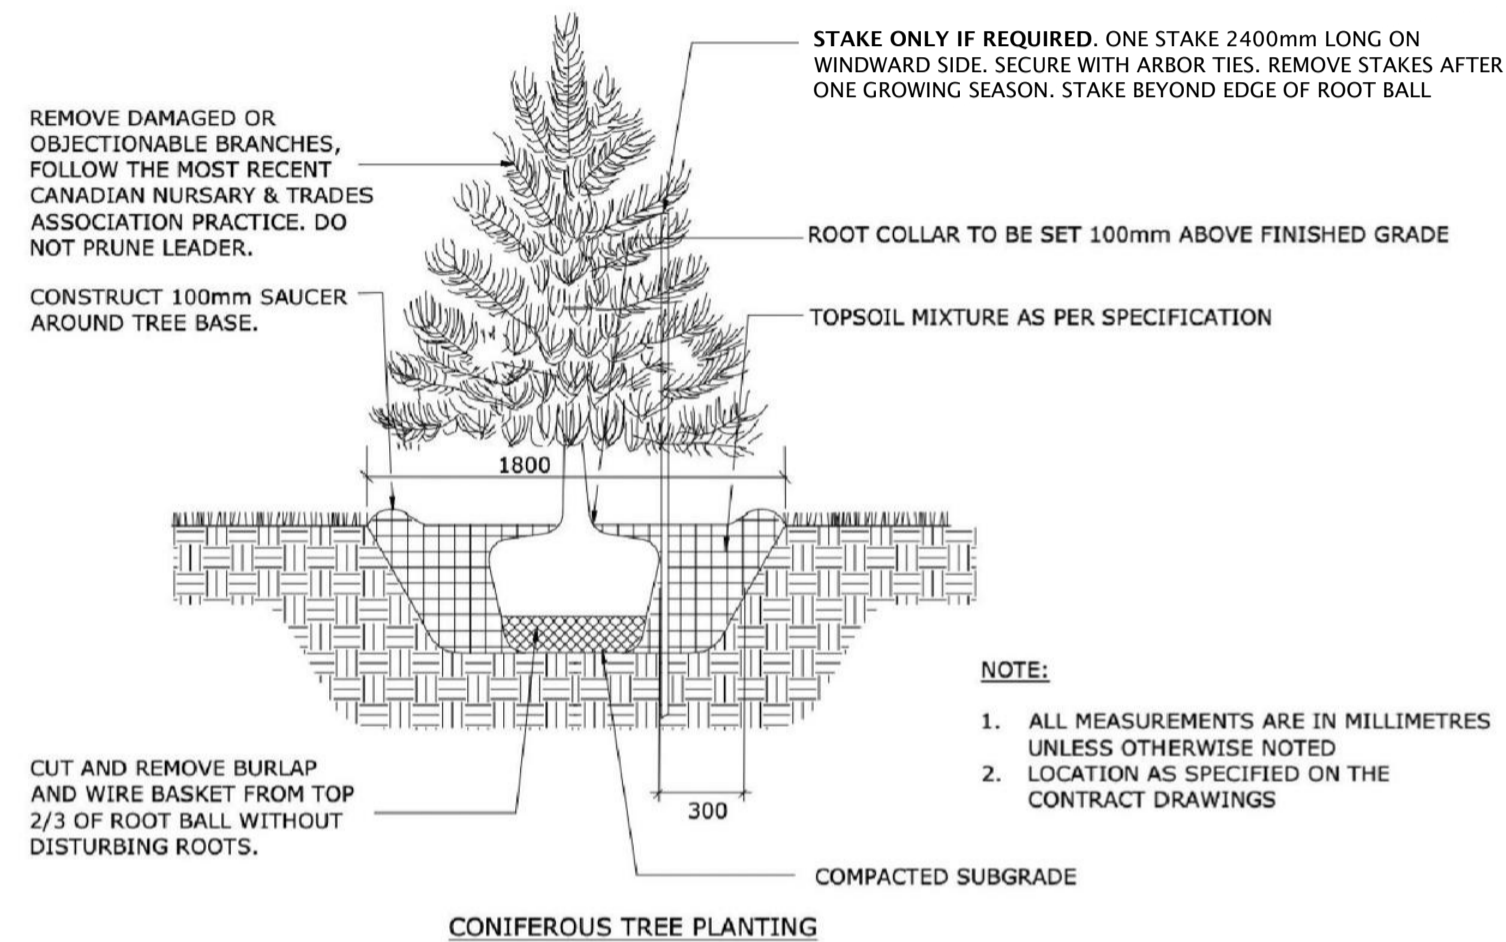 STAKE ONLY IF REQUIRED. ONE STAKE 2400mm LONG ON
WINDWARD SIDE. SECURE WITH ARBOR TIES. REMOVE STAKES AFTER
ONE GROWING SEASON. STAKE BEYOND EDGE OF ROOT BALL
REMOVE DAMAGED OR
OBJECTIONABLE BRANCHES,
FOLLOW THE MOST RECENT
CANADIAN NURSARY & TRADES
ASSOCIATION PRACTICE. DO
NOT PRUNE LEADER.
ROOT COLLAR TO BE SET 100mm ABOVE FINISHED GRADE
CONSTRUCT 100mm SAUCER
AROUND TREE BASE.
TOPSOIL MIXTURE AS PER SPECIFICATION
1800
NOTE:
1. ALL MEASUREMENTS ARE IN MILLIMETRES
UNLESS OTHERWISE NOTED
2. LOCATION AS SPECIFIED ON THE
CONTRACT DRAWINGS
CUT AND REMOVE BURLAP
AND WIRE BASKET FROM TOP
2/3 OF ROOT BALL WITHOUT
DISTURBING ROOTS.
300
COMPACTED SUBGRADE
CONIFEROUS TREE PLANTING